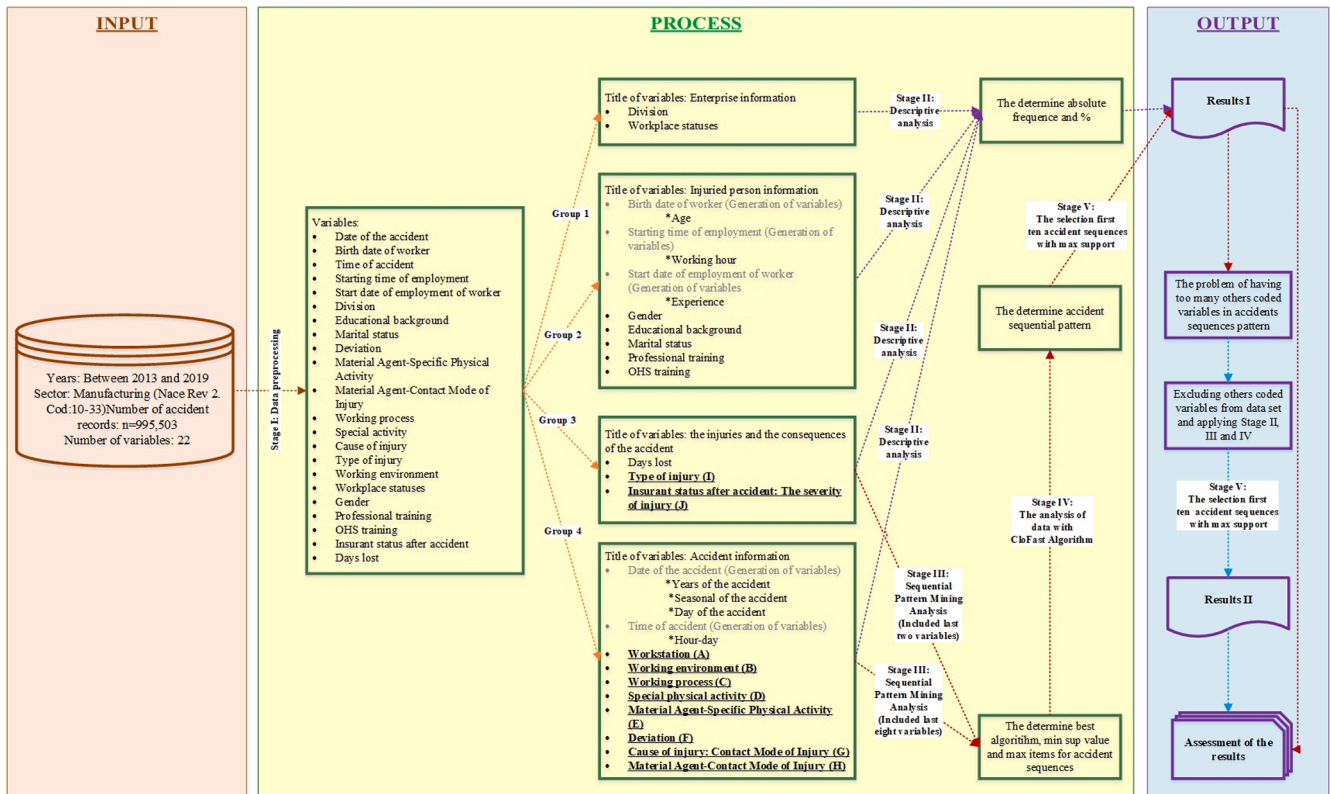 INPUT
PROCESS
OUTPUT
Years: Between 2013 and 2019
Sector: Manufacturing (Nace Rev 2.
Cod:10-33)Number of accident
records: n=995,503
Number of variables: 22
Stage I: Data preprocessing
Variables:
Date of the accident
Birth date of worker
Time of accident
Starting time of employment
Start date of employment of worker
Division
Educational background
Marital status
Deviation
Material Agent-Specific Physical
Activity
Material Agent-Contact Mode of
Injury
Working process
Special activity
Cause of injury
Type of injury
Working environment
Workplace statuses
Gender
Professional training
OHS training
Insurant status after accident
Days lost
Group 1
Group 2
Group 3
Group 4
Title of variables: Enterprise information
Division
Workplace statuses
Title of variables: Injuried person information
Birth date of worker (Generation of variables)
*Age
Starting time of employment (Generation of
variables)
*Working hour
Start date of employment of worker
(Generation of variables
*Experience
Gender
Educational background
Marital status
Professional training
OHS training
Title of variables: the injuries and the consequences
of the accident
Days lost
Type of injury (I)
Insurant status after accident: The severity
of injury (J)
Title of variables: Accident information
Date of the accident (Generation of variables)
*Years of the accident
*Seasonal of the accident
*Day of the accident
Time of accident (Generation of variables)
*Hour-day
Workstation (A)
Working environment (B)
Working process (C)
Special physical activity (D)
Material Agent-Specific Physical Activity
(E)
Deviation (F)
Cause of injury: Contact Mode of Injury (G)
Material Agent-Contact Mode of Injury (H)
Stage II:
Descriptive
analysis
Stage II:
Descriptive
analysis
Stage II:
Descriptive
analysis
Stage II:
Descriptive
analysis
Stage III:
Sequential
Pattern Mining
Analysis
(Included last
two variables)
Stage III:
Sequential
Pattern Mining
Analysis
(Included last
eight variables)
The determine absolute
frequence and %
Stage V:
The selection first
ten accident sequences
with max support
The determine accident
sequential pattern
Stage IV:
The analysis of
data with
CloFast Algorithm
The determine best
algoritihm, min sup value
and max items for accident
sequences
Results I
The problem of having
too many others coded
variables in accidents
sequences pattern
Excluding others coded
variables from data set
and applying Stage II,
III and IV
Stage V:
The selection first
ten accident sequences
with max support
Results II
Assessment of the
results